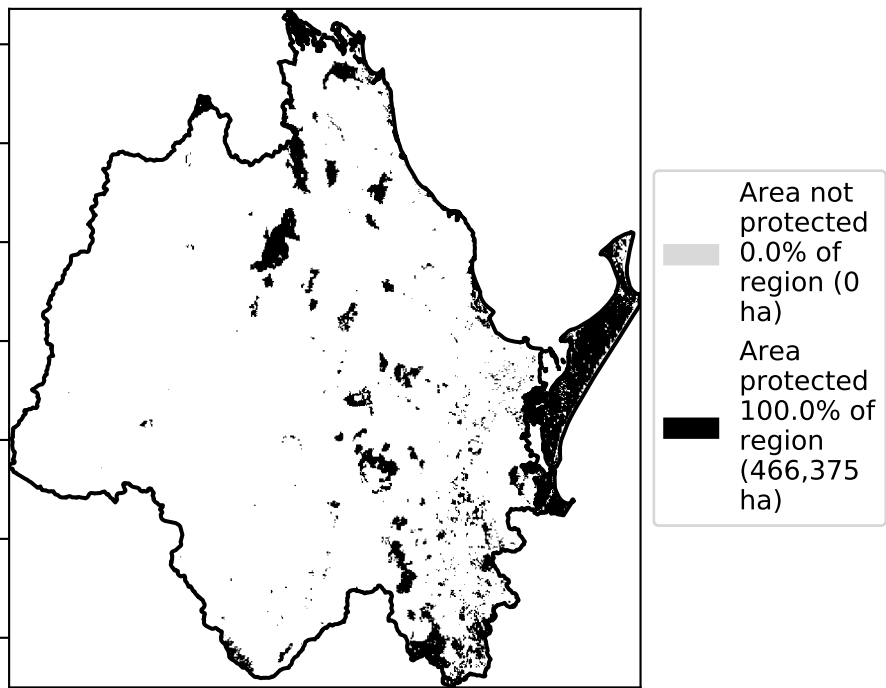 Area not
protected
0.0% of
region (0
ha)
Area
protected
100.0% of
region
(466,375
ha)